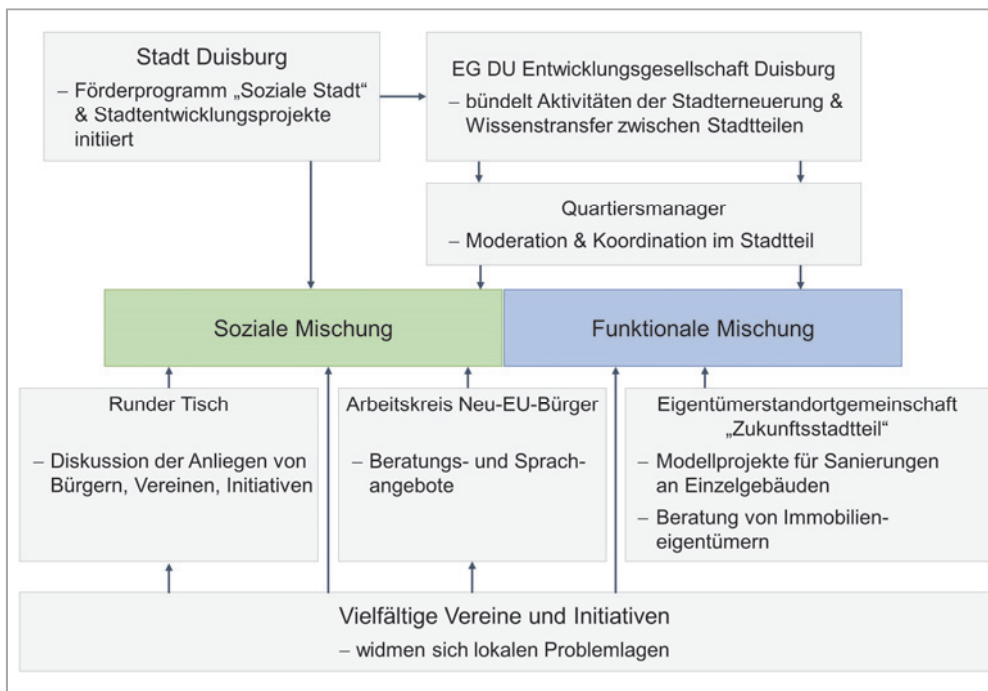 Stadt Duisburg
– Förderprogramm „Soziale Stadt“
& Stadtentwicklungsprojekte
initiiert
EG DU Entwicklungsgesellschaft Duisburg
– bündelt Aktivitäten der Stadterneuerung &
Wissenstransfer zwischen Stadtteilen
Quartiersmanager
– Moderation & Koordination im Stadtteil
Soziale Mischung
Funktionale Mischung
Runder Tisch
– Diskussion der Anliegen von
Bürgern, Vereinen, Initiativen
Arbeitskreis Neu-EU-Bürger
– Beratungs- und Sprach-
angebote
Eigentümerstandortgemeinschaft
„Zukunftsstadtteil“
– Modellprojekte für Sanierungen
an Einzelgebäuden
– Beratung von Immobilien-
eigentümern
Vielfältige Vereine und Initiativen
– widmen sich lokalen Problemlagen